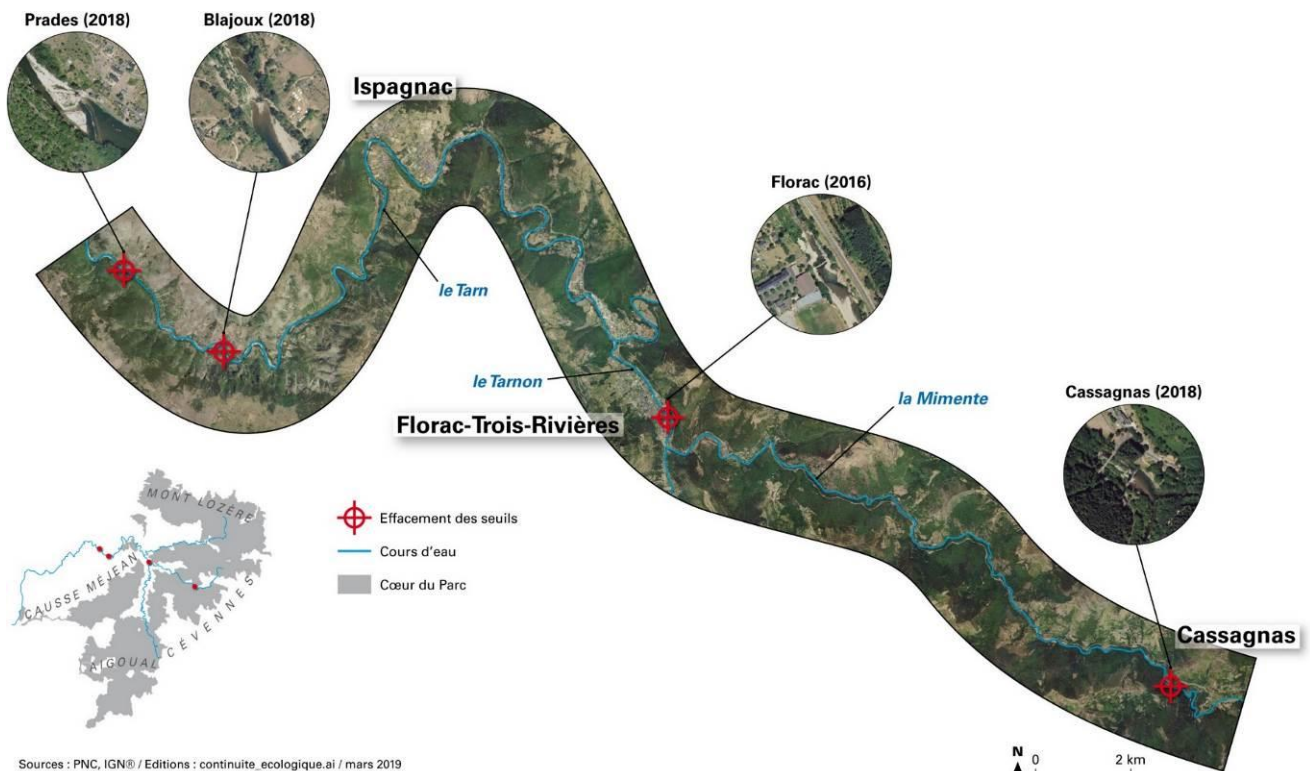 Prades (2018)
Blajoux (2018)
Ispagnac
Florac (2016)
le Tarn
le Tarnon
la Mimente
Florac-Trois-Rivières
Cassagnas (2018)
Cassagnas
MONT LOZÈRE
CAUSSE MÉJEAN
AIGOUAL
CÉVENNES
Effacement des seuils
Cours d'eau
Cœur du Parc
N 0 2 km
Sources : PNC, IGN® / Editions : continuite_ecologique.ai / mars 2019